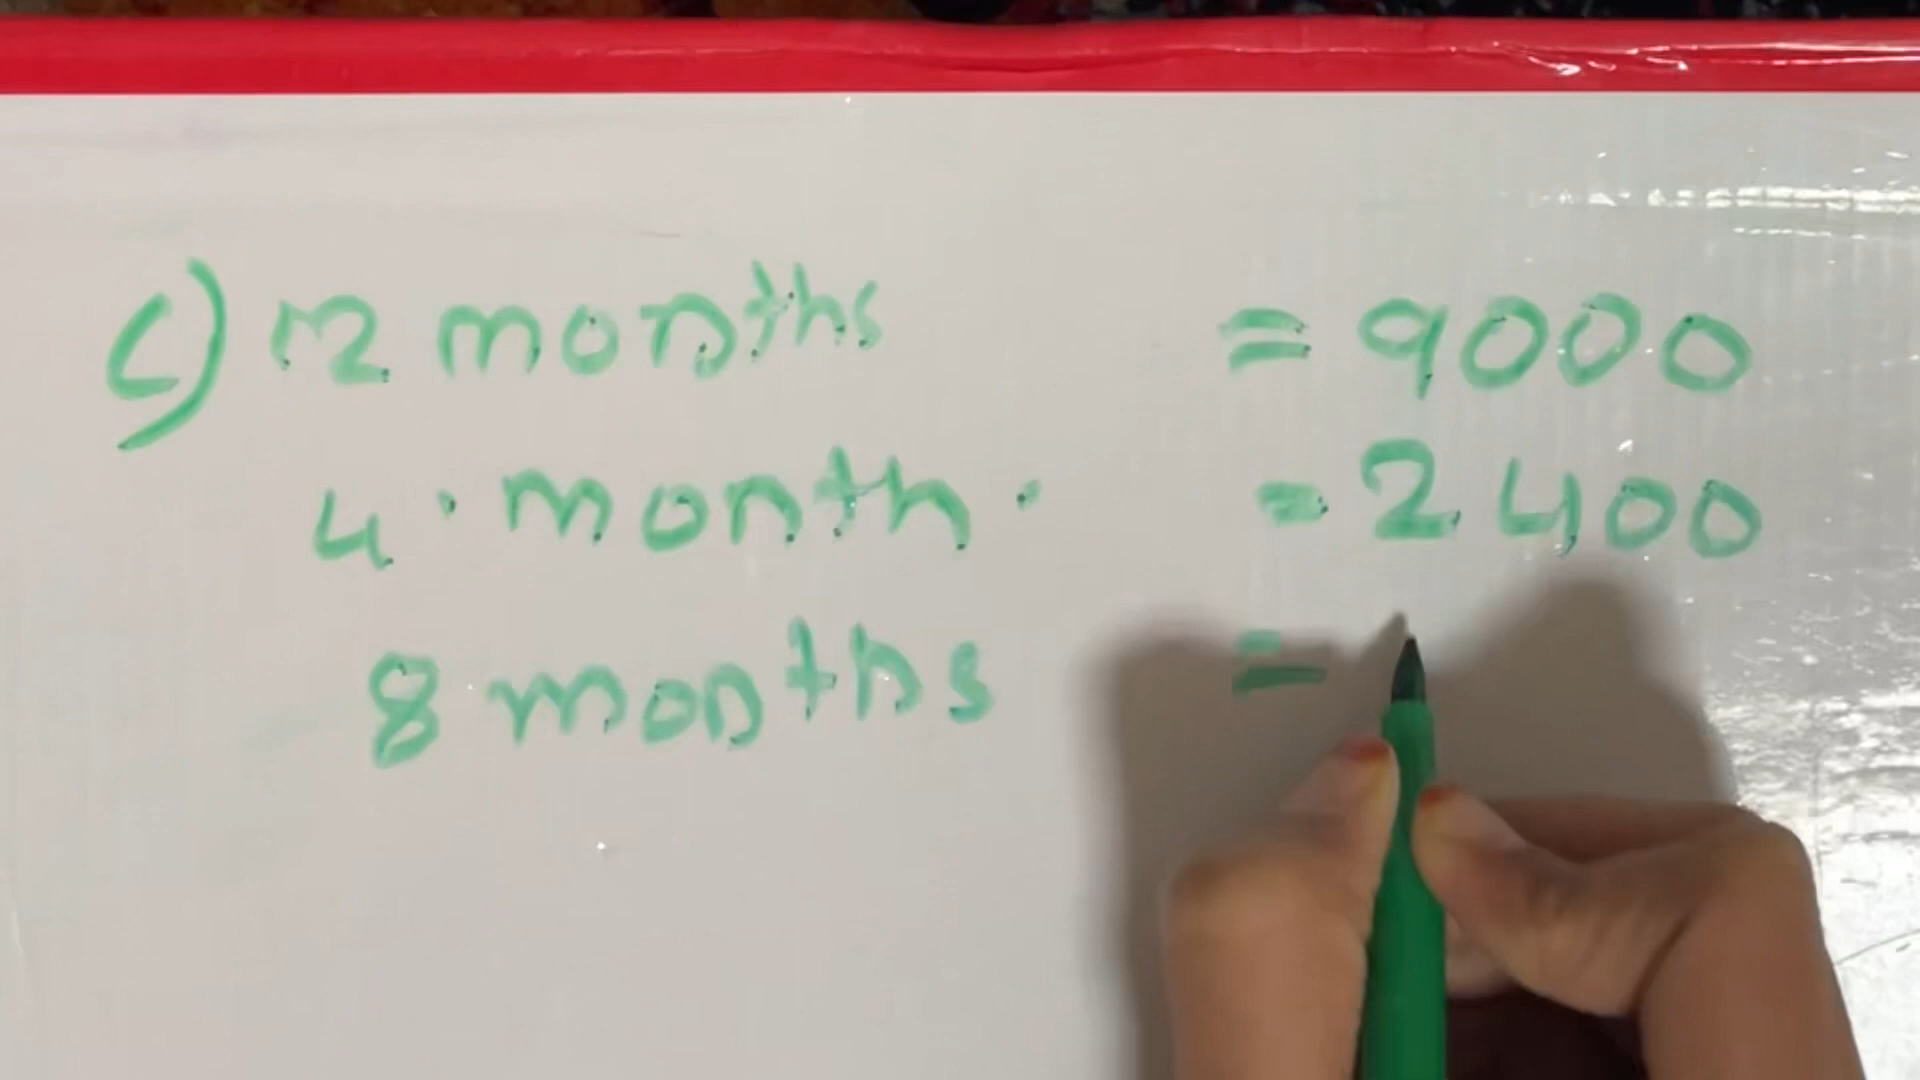 c) 12 months = 9000
4 month = 2400
8 months =